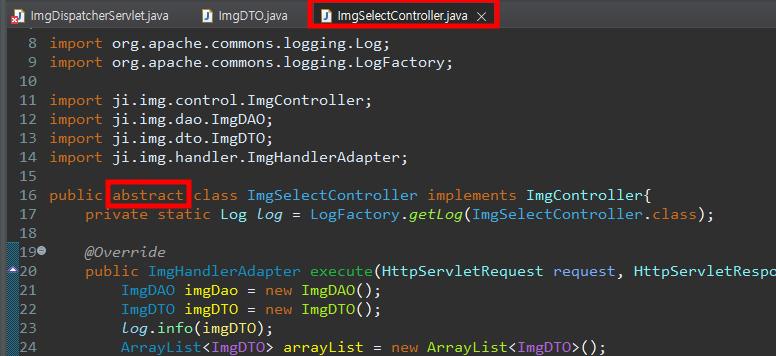 ImgDispatcherServlet.java ImgDTO.java ImgSelectController.java
8 import org.apache.commons.logging.Log;
9 import org.apache.commons.logging.LogFactory;
10
11 import ji.img.control.ImgController;
12 import ji.img.dao.ImgDAO;
13 import ji.img.dto.ImgDTO;
14 import ji.img.handler.ImgHandlerAdapter;
15
16 public abstract class ImgSelectController implements ImgController{
17 private static Log log = LogFactory.getLog(ImgSelectController.class);
18
19 @Override
20 public ImgHandlerAdapter execute(HttpServletRequest request, HttpServletRespo
21 ImgDAO imgDao = new ImgDAO();
22 ImgDTO imgDTO = new ImgDTO();
23 log.info(imgDTO);
24 ArrayList<ImgDTO> arrayList = new ArrayList<ImgDTO>();